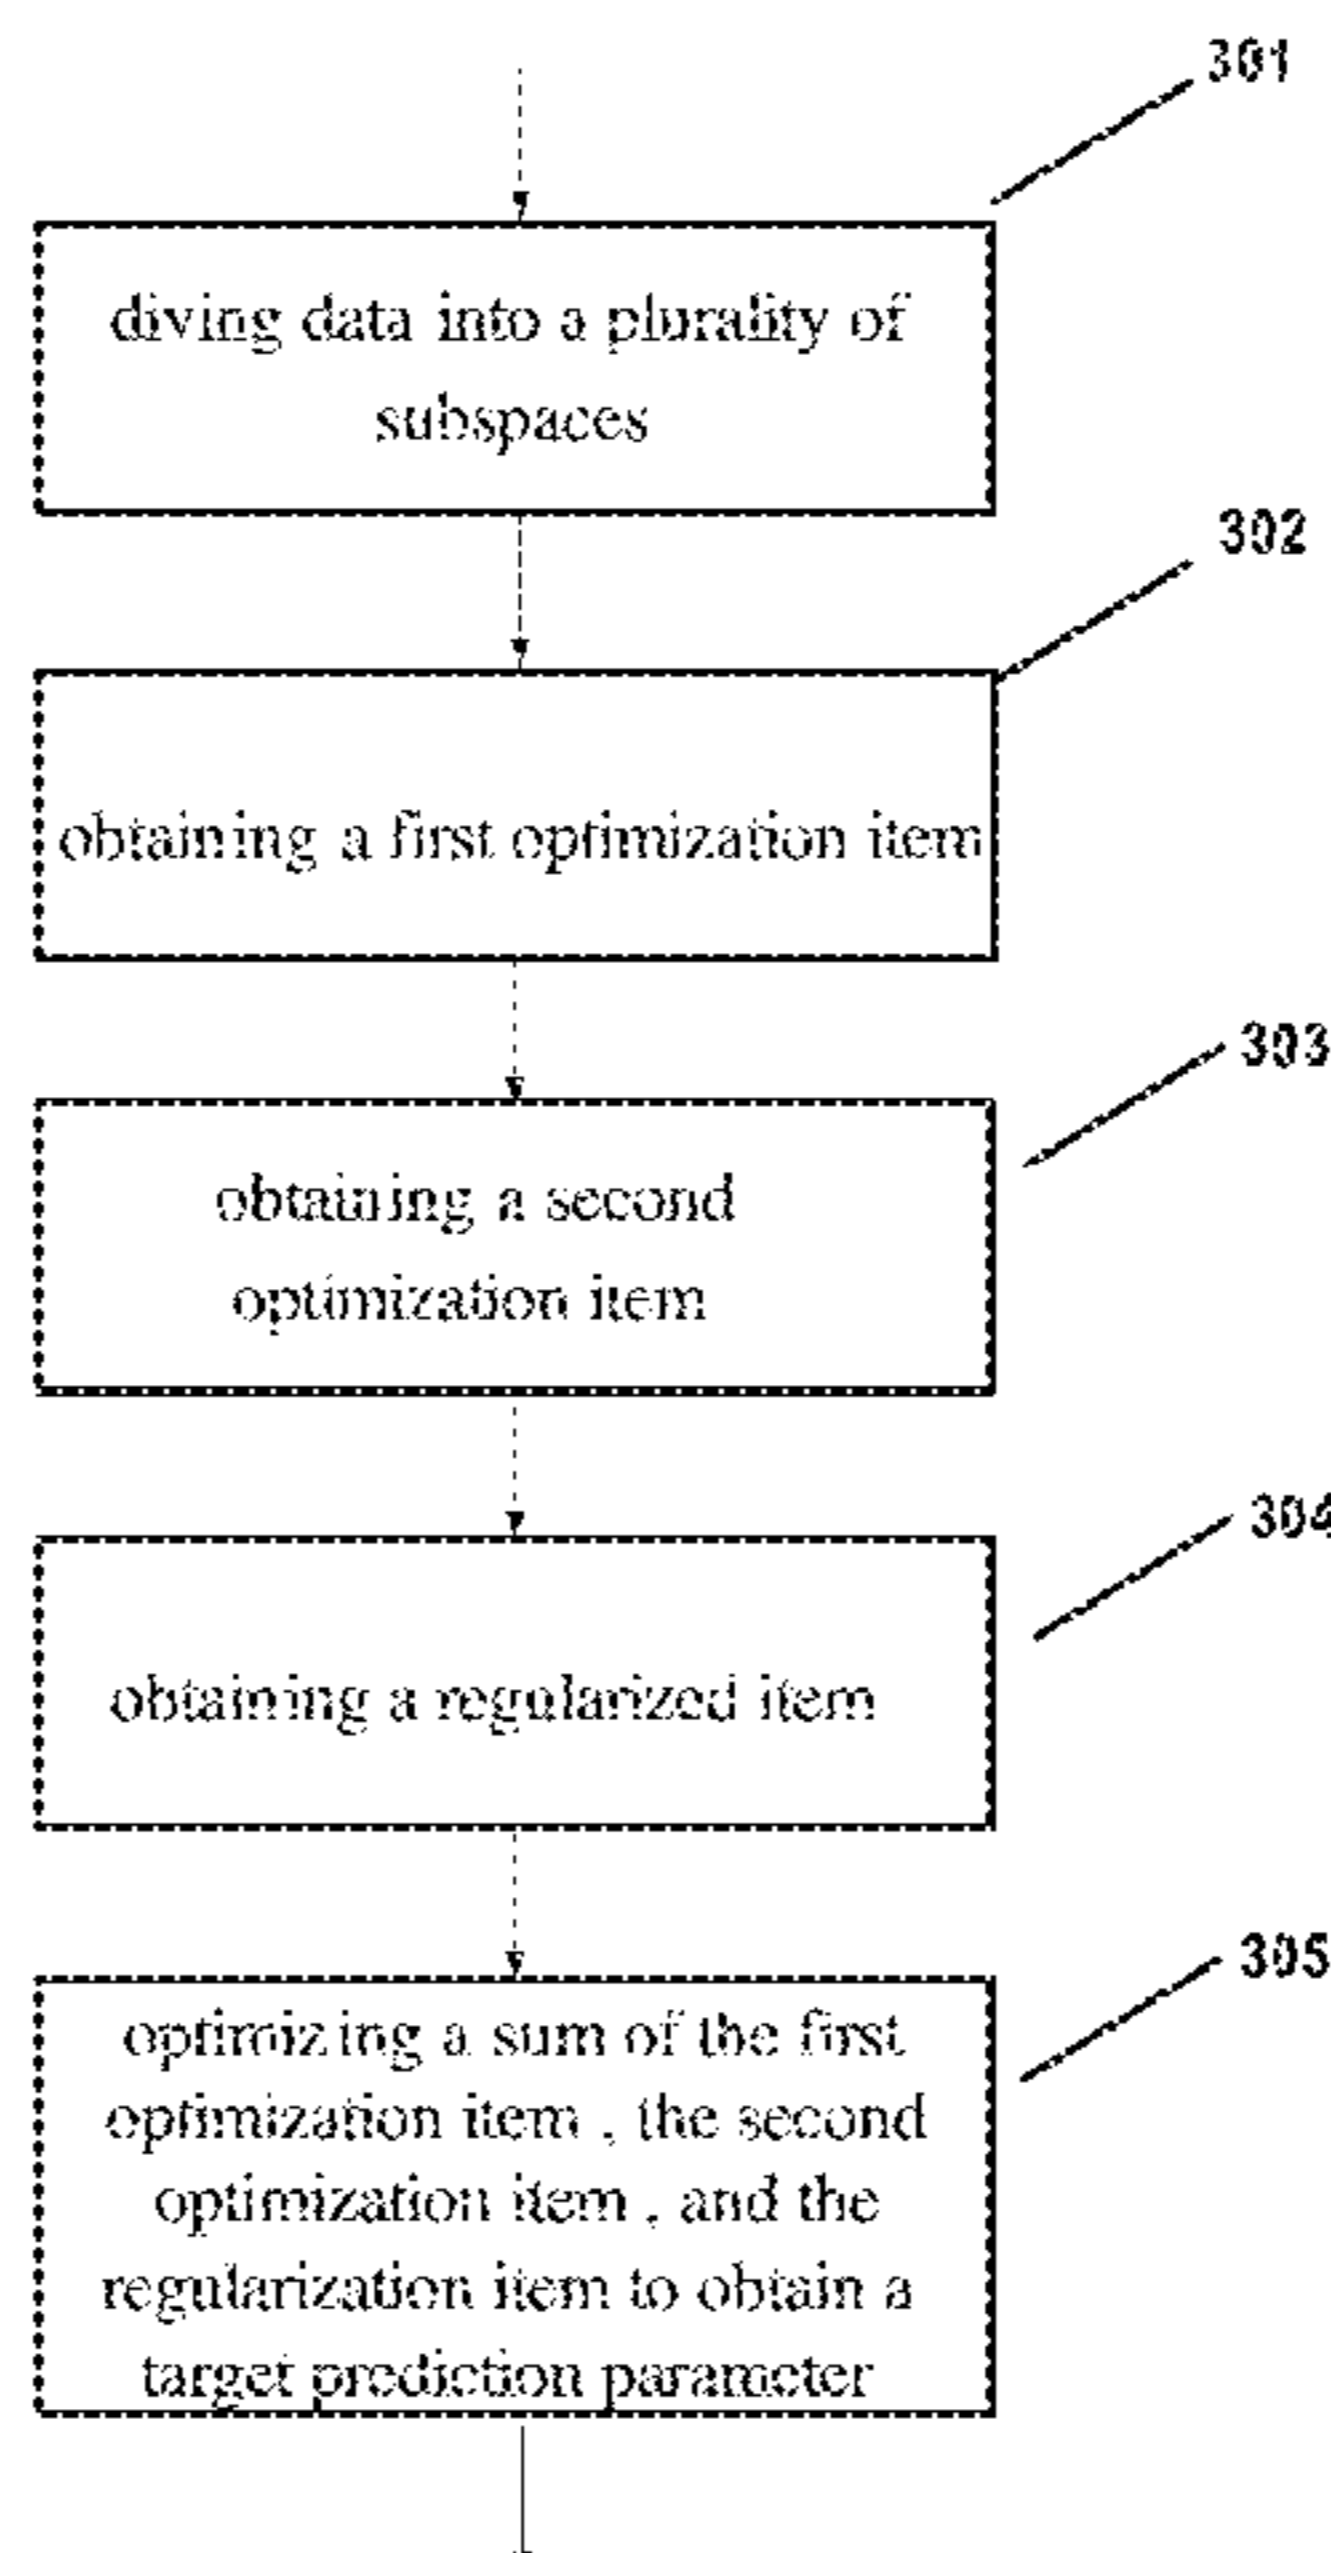 301
diving data into a plurality of
subspaces
302
obtaining a first optimization item
303
obtaining a second
optimization item
304
obtaining a regularized item
305
optimizing a sum of the first
optimization item , the second
optimization item , and the
regularization item to obtain a
target prediction parameter